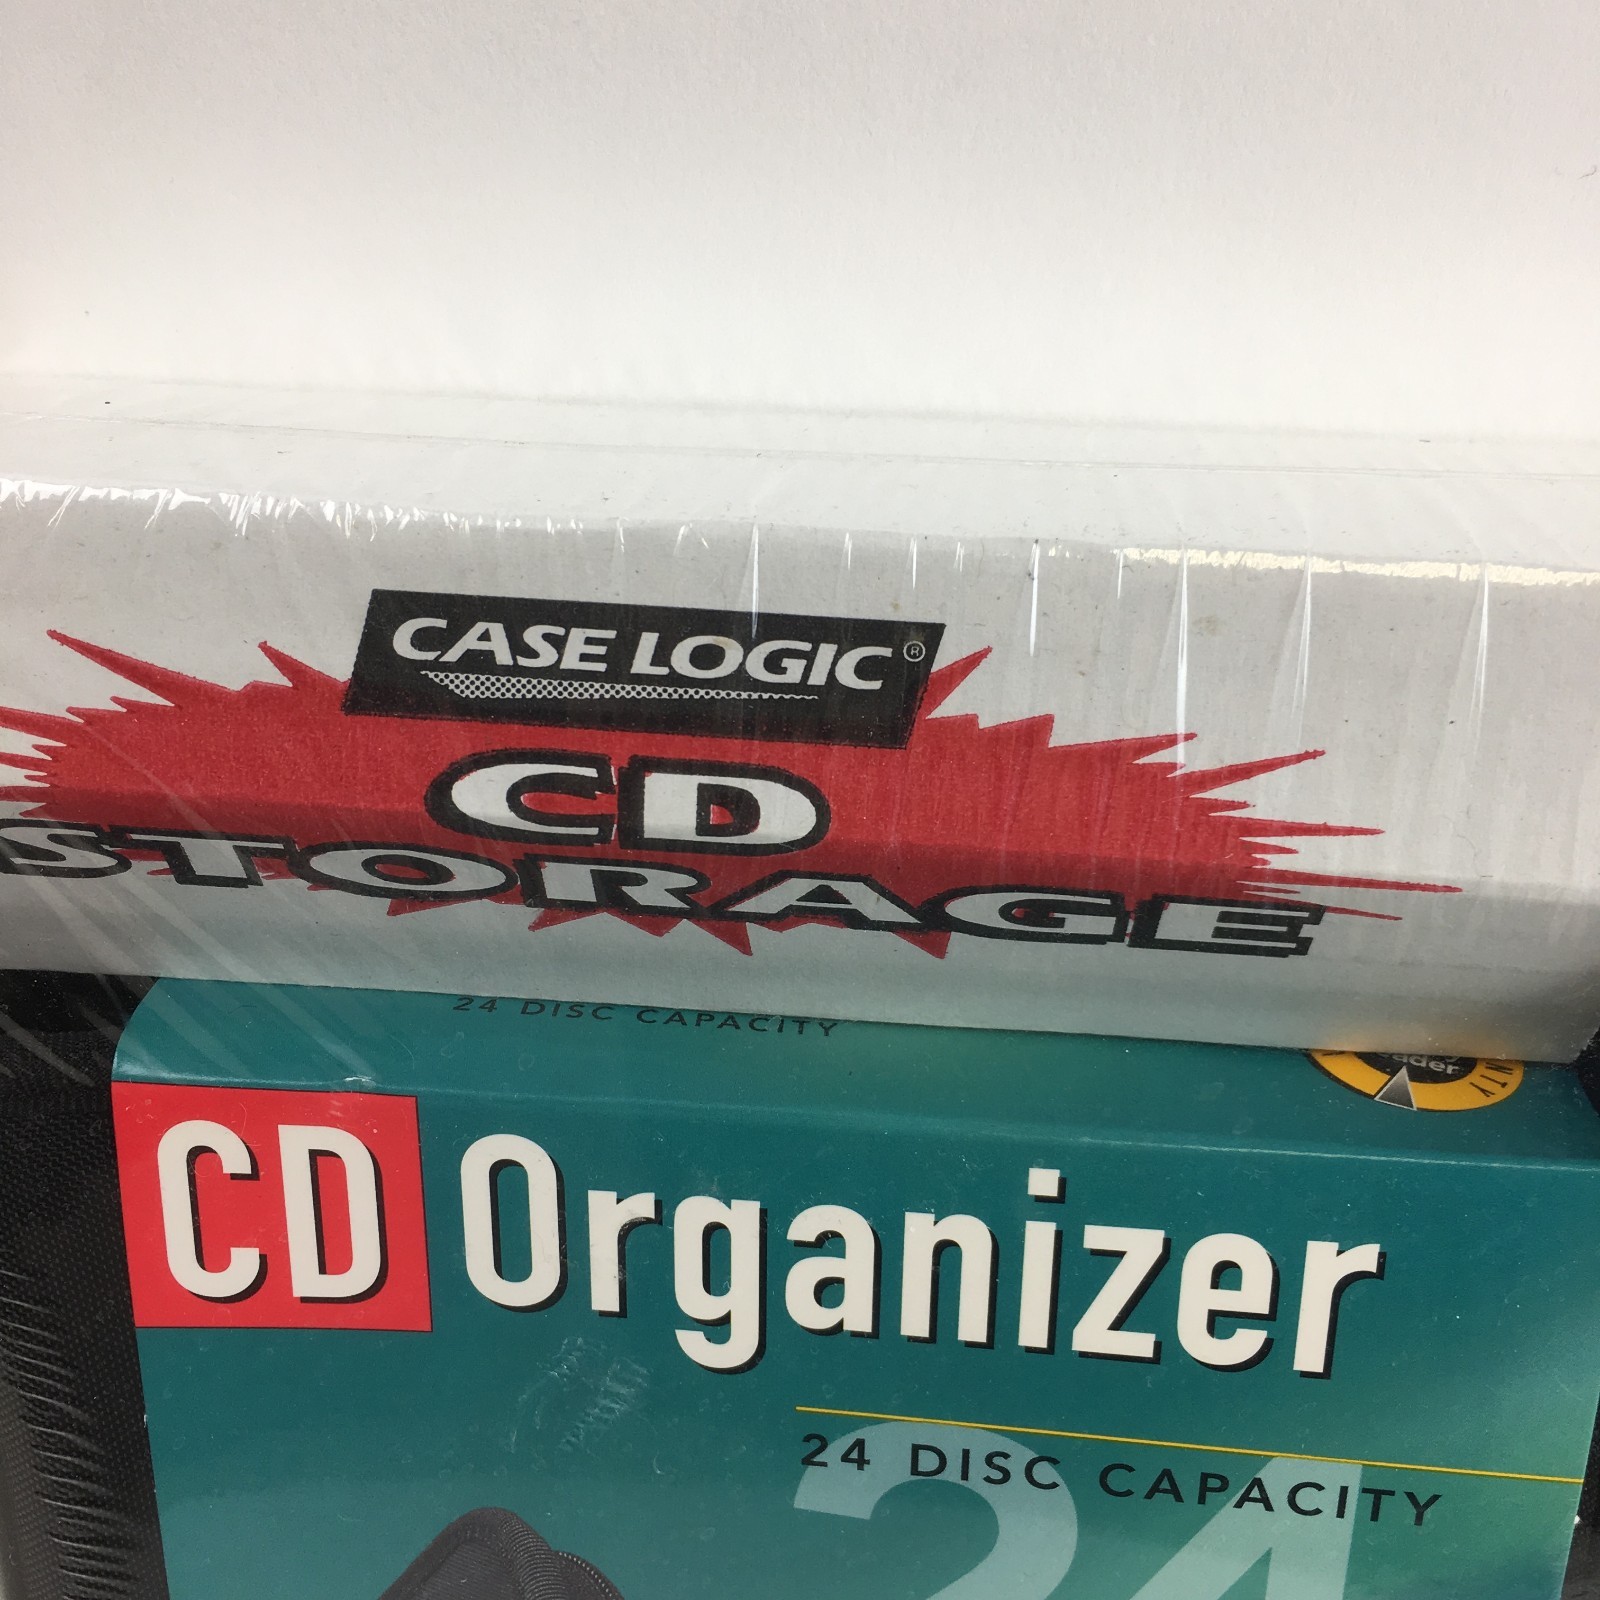 CASE LOGIC®
CD
STORAGE
24 DISC CAPACITY
CD Organizer
24 DISC CAPACITY
24